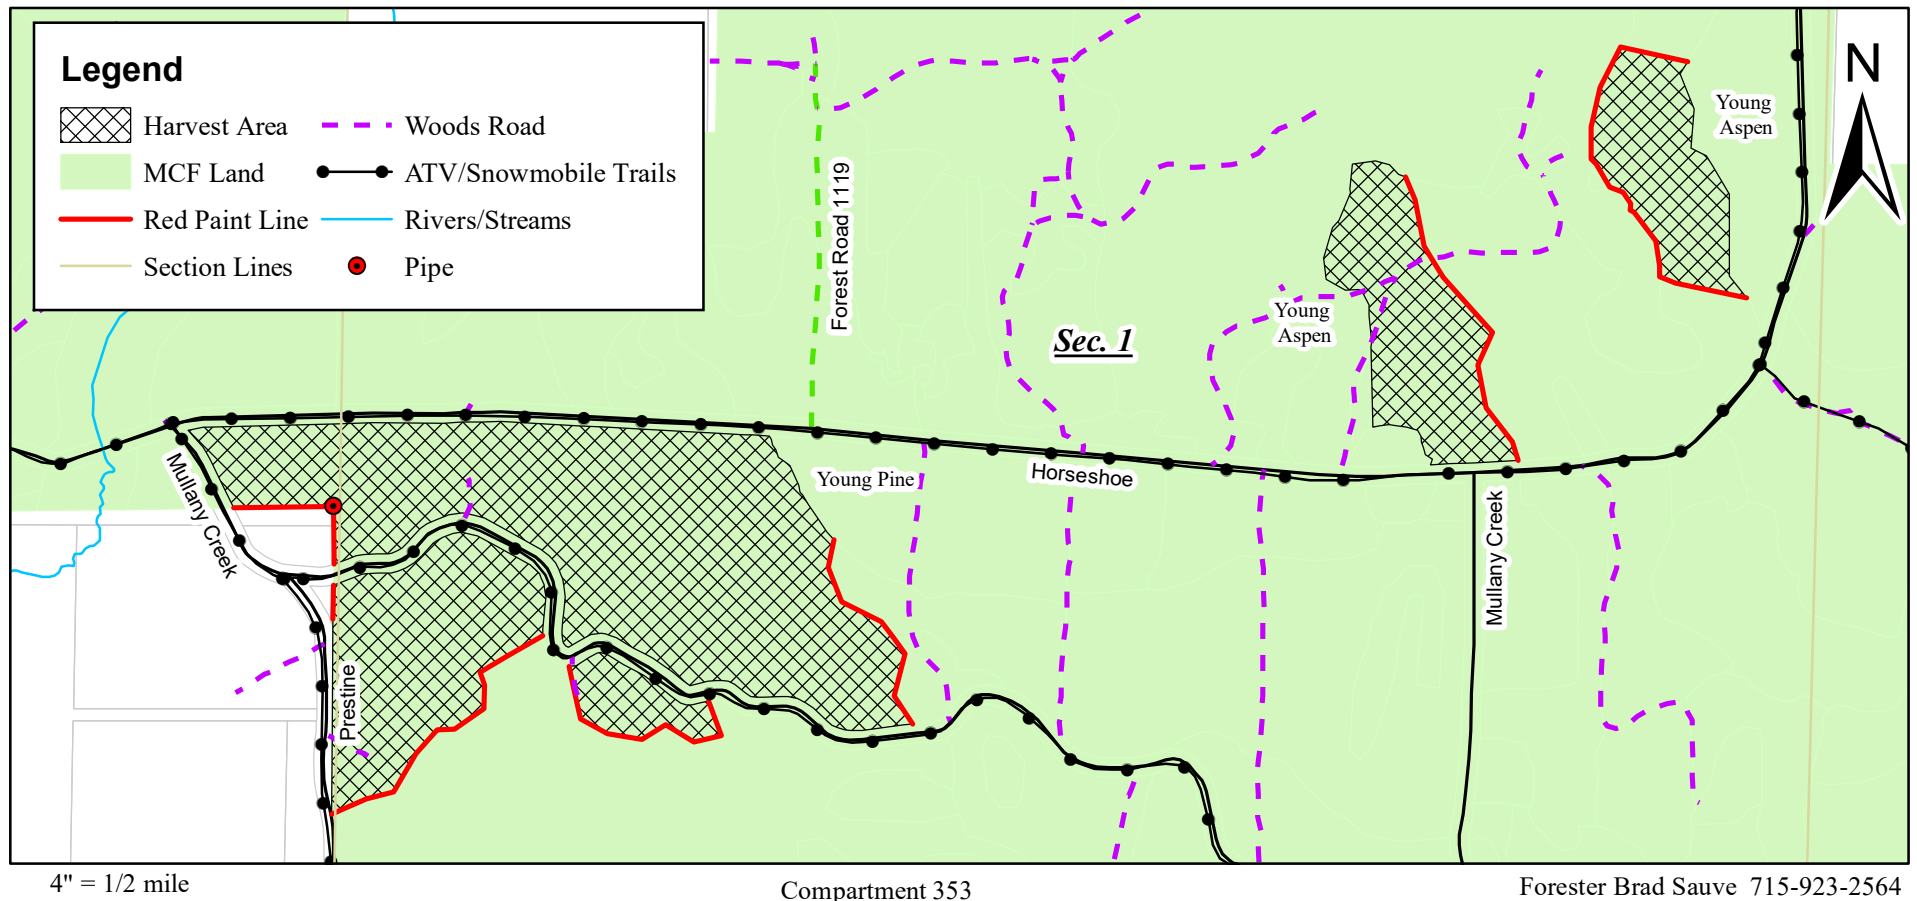 Legend
Harvest Area
Woods Road
MCF Land
ATV/Snowmobile Trails
Red Paint Line
Rivers/Streams
Section Lines
Pipe
N
Young
Aspen
Forest Road 1119
Young
Aspen
Sec. 1
Mullany Creek
Young Pine
Horseshoe
Mullany Creek
Prestine
4" = 1/2 mile
Compartment 353
Forester Brad Sauve 715-923-2564